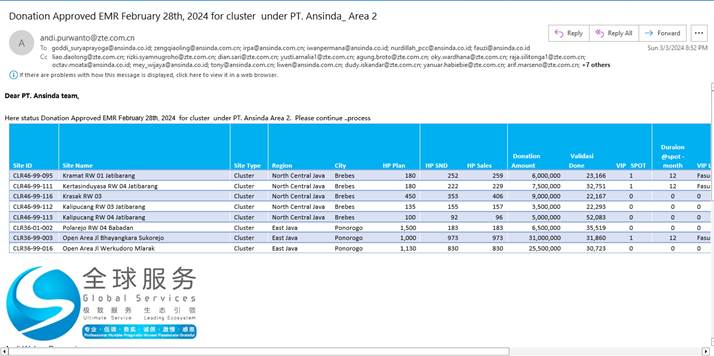 Donation Approved EMR February 28th, 2024 for cluster under PT. Ansinda_ Area 2
A
andi.purwanto@zte.com.cn
Reply
Reply All
Forward
Sun 3/3/2024 8:52 PM
To goddi_suryaprayoga@ansinda.co.id; zengqiaoling@ansinda.com.cn; irpa@ansinda.com.cn; iwanpermana@ansinda.co.id; nurdillah_pcc@ansinda.co.id; fauzi@ansinda.co.id
Cc liao.daolong@zte.com.cn; rizki.syamnugroho@zte.com.cn; dian.sari@zte.com.cn; yusti.amalia1@zte.com.cn; agung.broto@zte.com.cn; oky.wardhana@zte.com.cn; raja.silitonga1@zte.com.cn;
octav.moata@ansinda.co.id; mey_wijaya@ansinda.co.id; tony@ansinda.com.cn; liwen@ansinda.com.cn; dudy.iskandar@zte.com.cn; yanuar.habiebie@zte.com.cn; arif.marseno@zte.com.cn; +7 others
If there are problems with how this message is displayed, click here to view it in a web browser.
Dear PT. Ansinda team,
Here status Donation Approved EMR February 28th, 2024 for cluster under PT. Ansinda Area 2. Please continue ..process
Site ID Site Name Site Type Region City HP Plan HP SND HP Sales Donation Amount Validasi Done VIP SPOT Duraion @spot - month VIP L
CLR46-99-095 Kramat RW 01 Jatibarang Cluster North Central Java Brebes 180 252 259 6,000,000 23,166 1 12 Fasu
CLR46-99-111 Kertasinduyasa RW 04 Jatibarang Cluster North Central Java Brebes 180 222 229 7,500,000 32,751 1 12 Fasu
CLR46-99-116 Krasak RW 03 Cluster North Central Java Brebes 450 353 406 9,000,000 22,167 0 0
CLR46-99-112 Kalipucang RW 03 Jatibarang Cluster North Central Java Brebes 135 155 157 3,500,000 22,293 0 0
CLR46-99-113 Kalipucang RW 04 Jatibarang Cluster North Central Java Brebes 100 92 96 5,000,000 52,083 0 0
CLR36-01-002 Polarejo RW 04 Babadan Cluster East Java Ponorogo 1,500 183 183 6,500,000 35,519 0 0
CLR36-99-003 Open Area Jl Bhayangkara Sukorejo Cluster East Java Ponorogo 1,000 973 973 31,000,000 31,860 1 12 Fasu
CLR36-99-016 Open Area Jl Werkudoro Mlarak Cluster East Java Ponorogo 1,130 830 830 25,500,000 30,723 0 0
全球服务
Global Services
极致服务 生态引领
Ultimate Service Leading Ecosystem
专业·低调·务实·诚信·激情·感恩
Professional Humble Pragmatic Honest Passionate Grateful